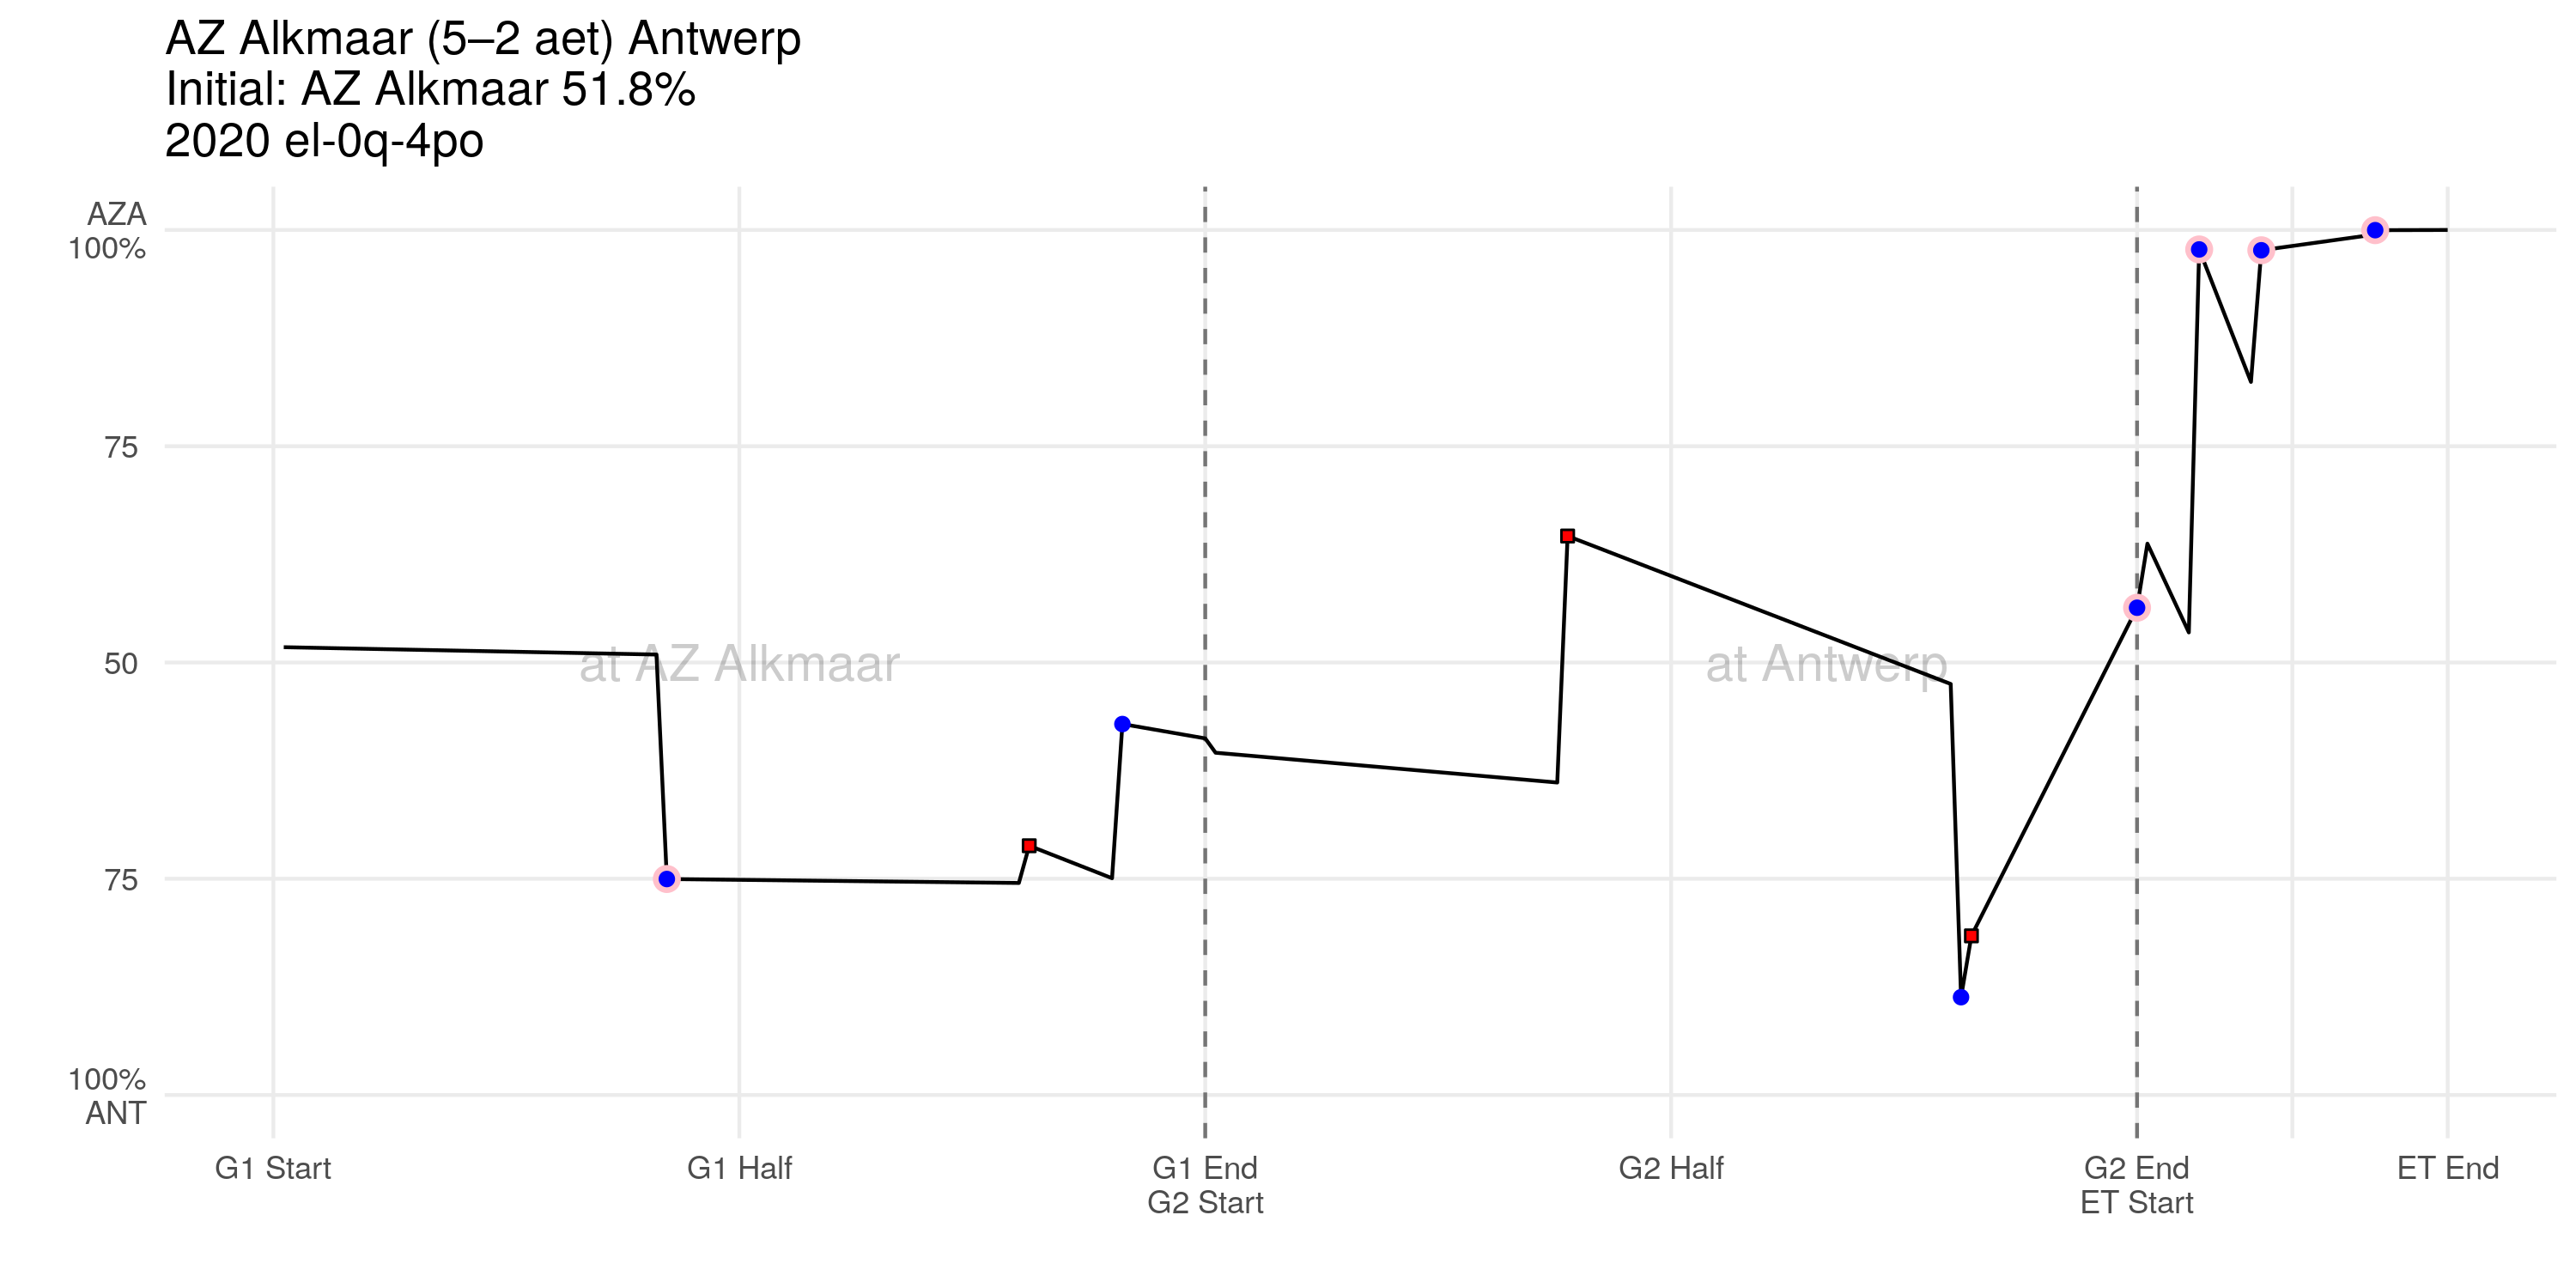 AZ Alkmaar (5–2 aet) Antwerp
Initial: AZ Alkmaar 51.8%
2020 el-0q-4po
AZA
100%
75
50
75
100%
ANT
at AZ Alkmaar
at Antwerp
G1 Start
G1 Half
G1 End
G2 Start
G2 Half
G2 End
ET Start
ET End